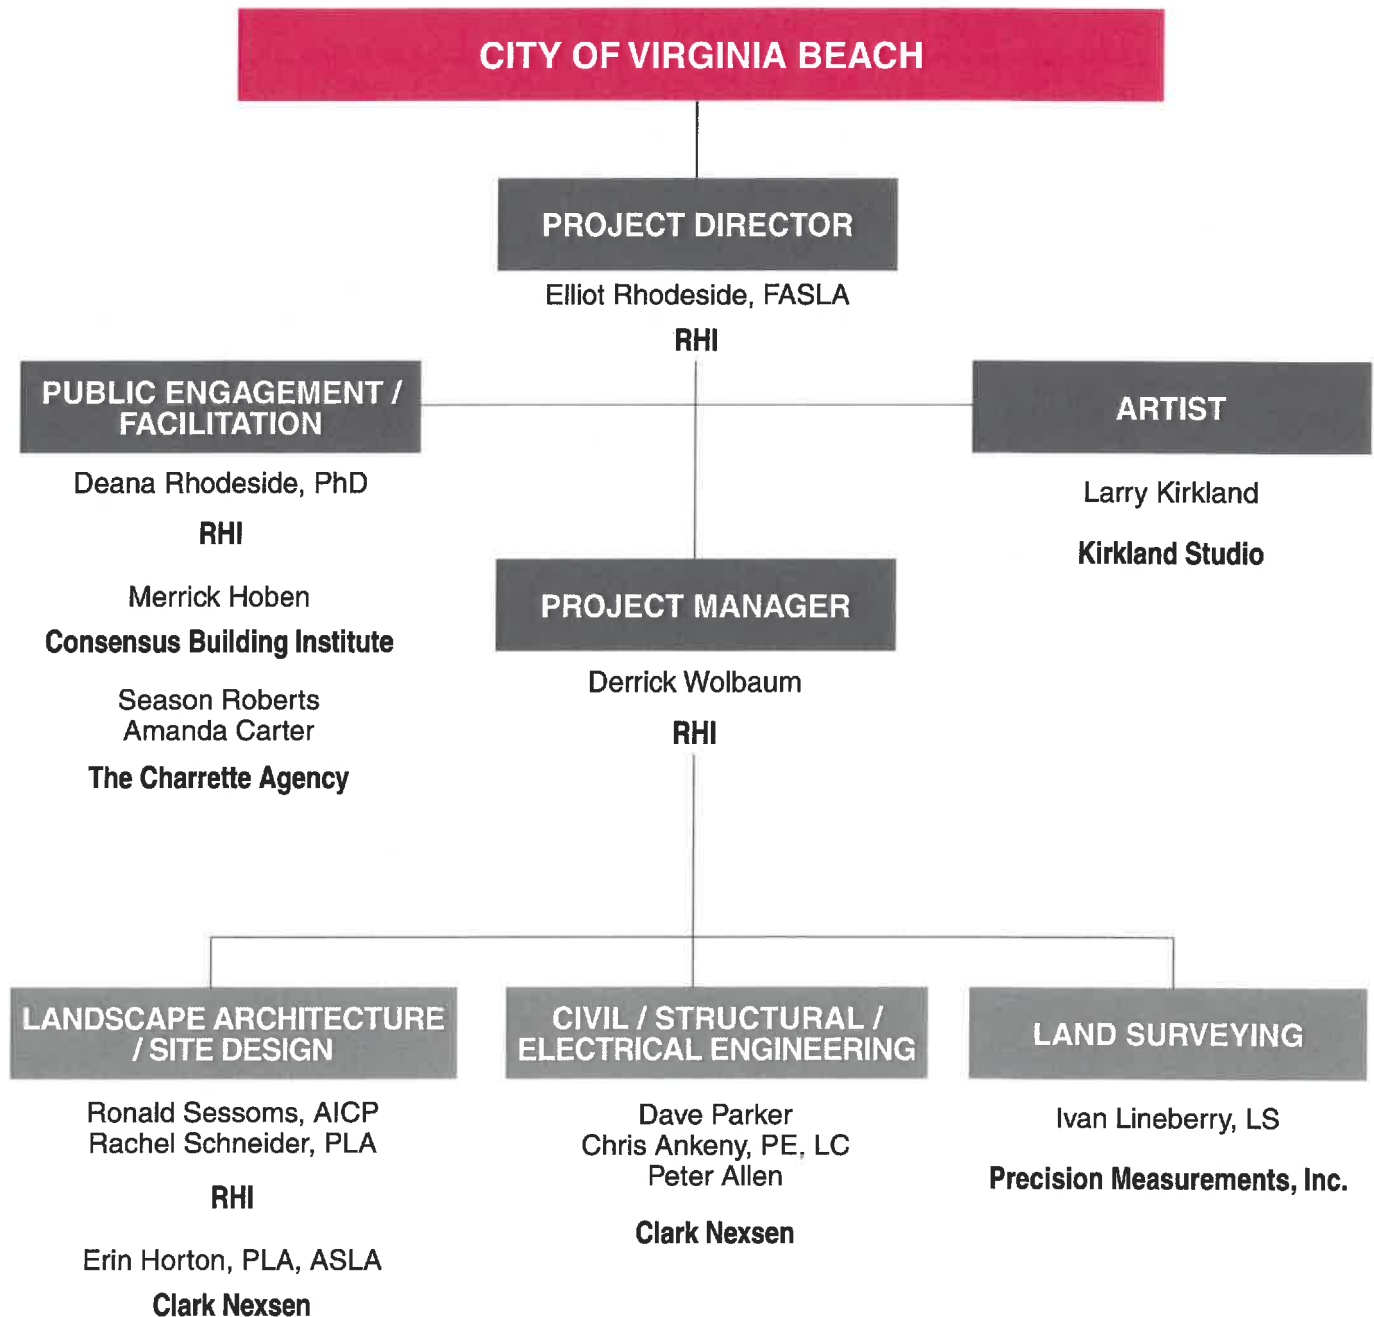 CITY OF VIRGINIA BEACH
PROJECT DIRECTOR
Elliot Rhodeside, FASLA
RHI
PUBLIC ENGAGEMENT /
FACILITATION
Deana Rhodeside, PhD
RHI
Merrick Hoben
Consensus Building Institute
Season Roberts
Amanda Carter
The Charrette Agency
ARTIST
Larry Kirkland
Kirkland Studio
PROJECT MANAGER
Derrick Wolbaum
RHI
LANDSCAPE ARCHITECTURE
/ SITE DESIGN
Ronald Sessoms, AICP
Rachel Schneider, PLA
RHI
Erin Horton, PLA, ASLA
Clark Nexsen
CIVIL / STRUCTURAL /
ELECTRICAL ENGINEERING
Dave Parker
Chris Ankeny, PE, LC
Peter Allen
Clark Nexsen
LAND SURVEYING
Ivan Lineberry, LS
Precision Measurements, Inc.